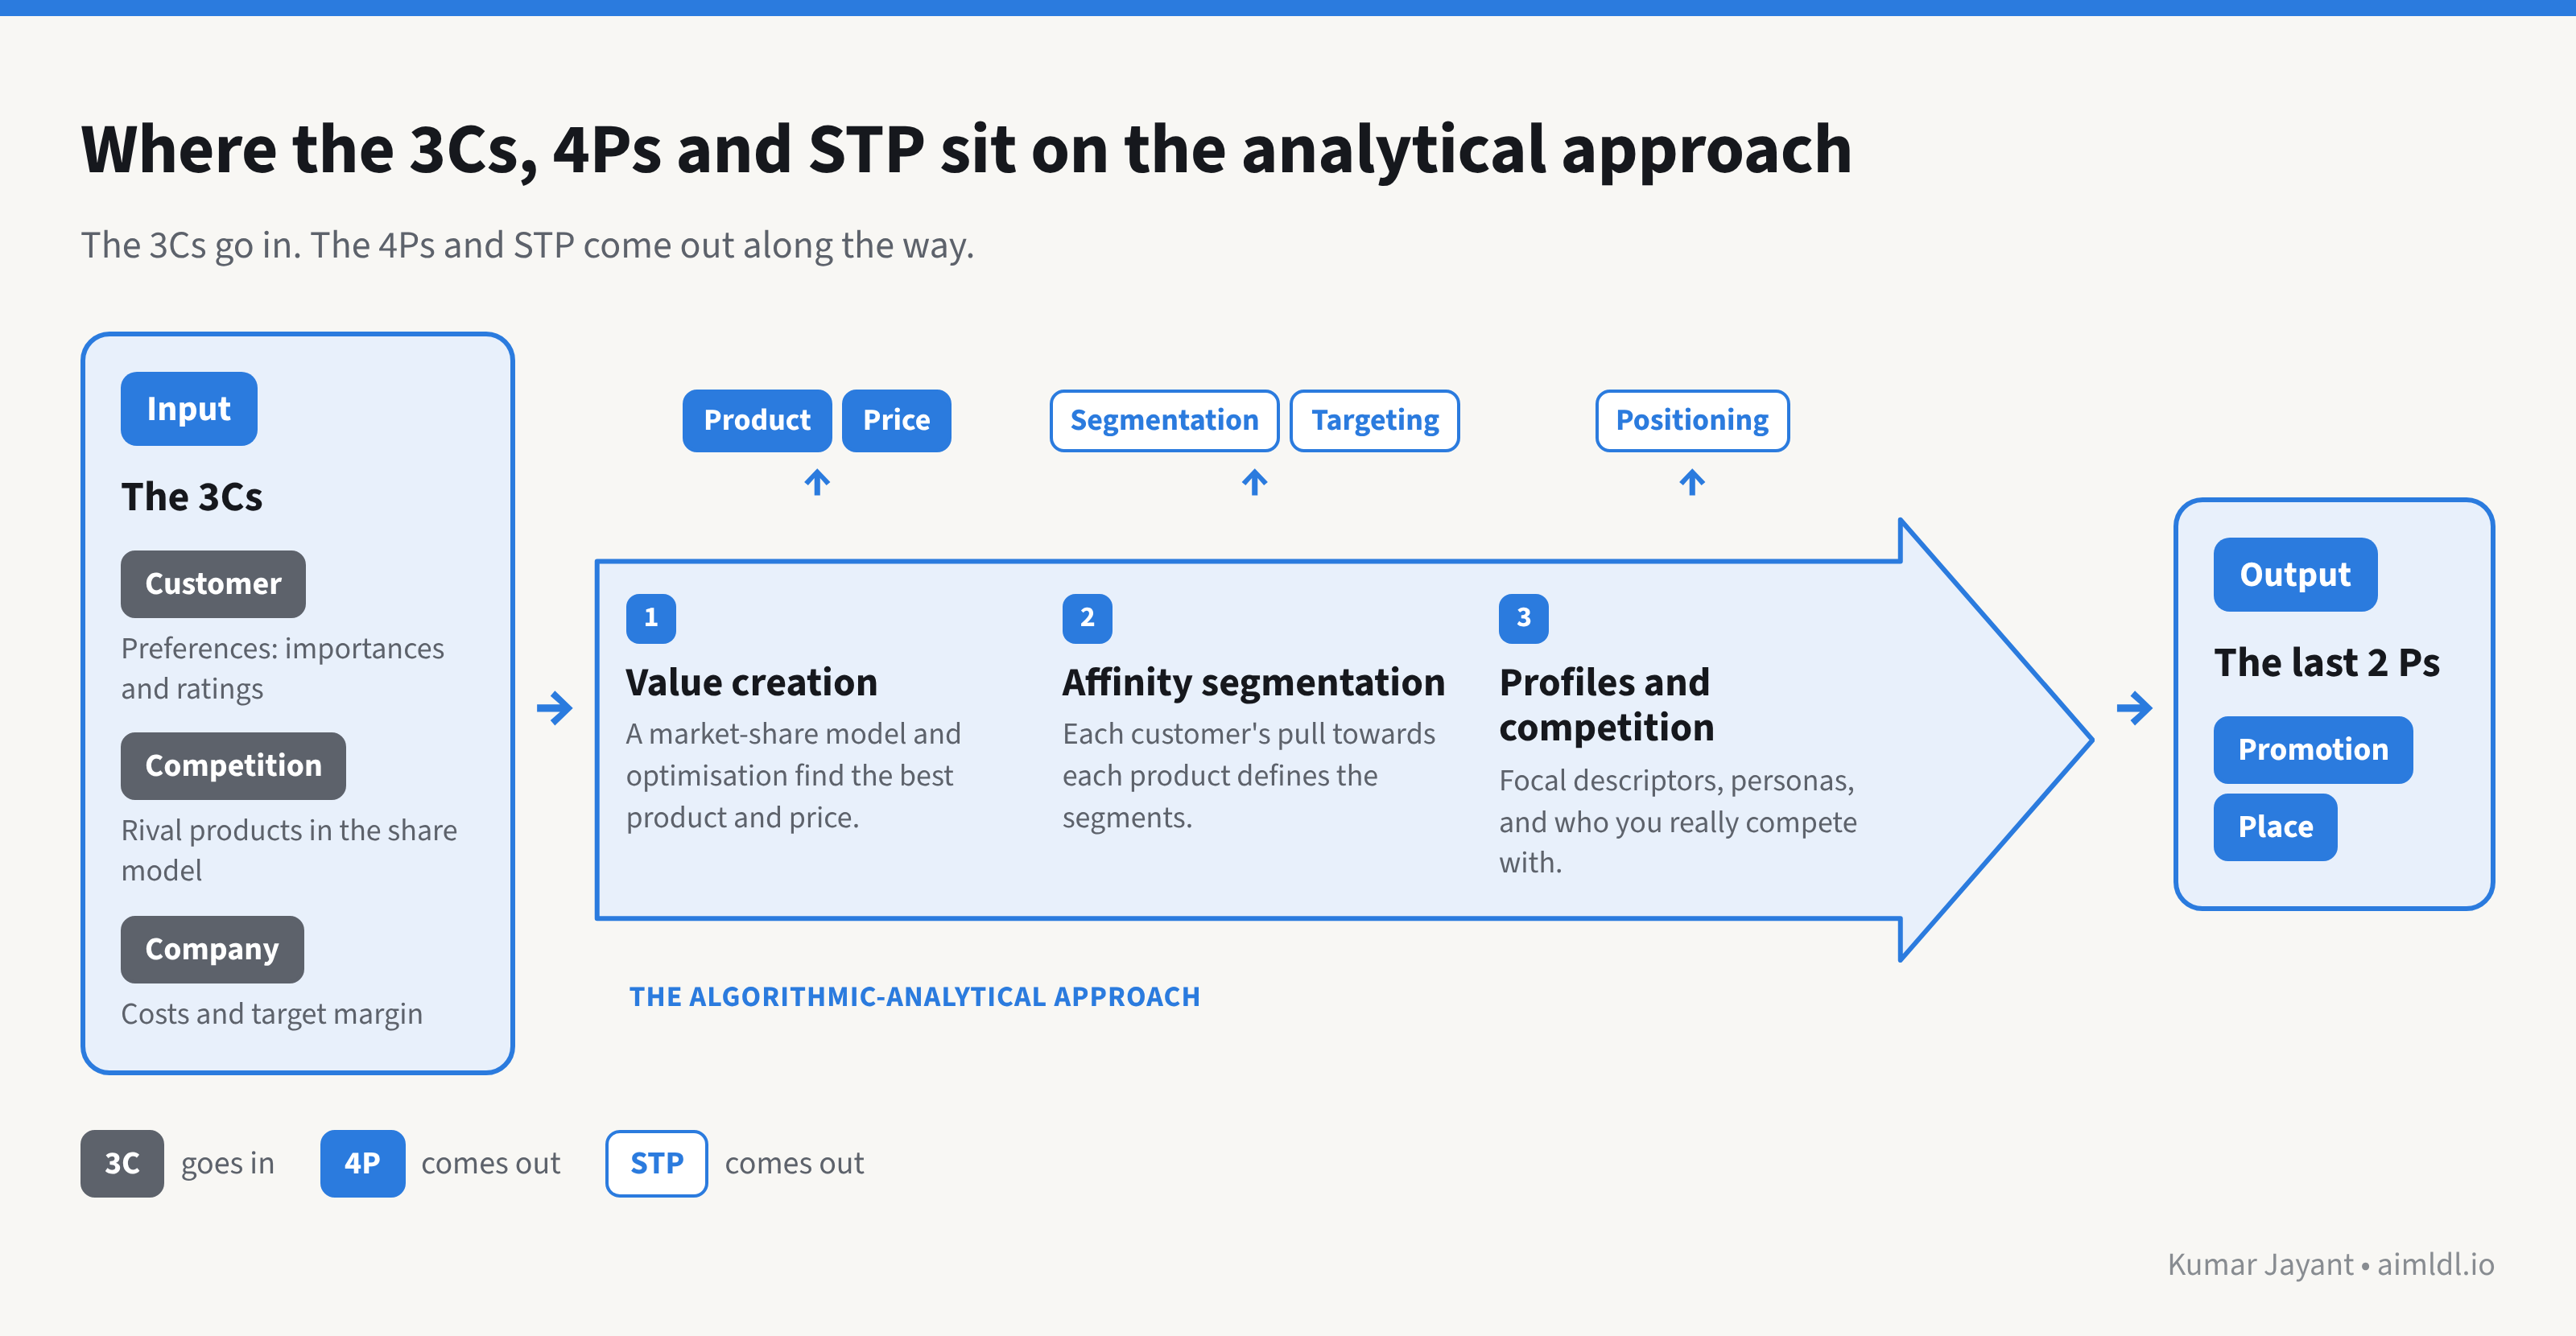 Where the 3Cs, 4Ps and STP sit on the analytical approach
The 3Cs go in. The 4Ps and STP come out along the way.
Input
The 3Cs
Customer
Preferences: importances
and ratings
Competition
Rival products in the share
model
Company
Costs and target margin
Product
Price
Segmentation
Targeting
Positioning
1
Value creation
A market-share model and
optimisation find the best
product and price.
2
Affinity segmentation
Each customer's pull towards
each product defines the
segments.
3
Profiles and
competition
Focal descriptors, personas,
and who you really compete
with.
THE ALGORITHMIC-ANALYTICAL APPROACH
Output
The last 2 Ps
Promotion
Place
3C goes in
4P comes out
STP comes out
Kumar Jayant • aimldl.io